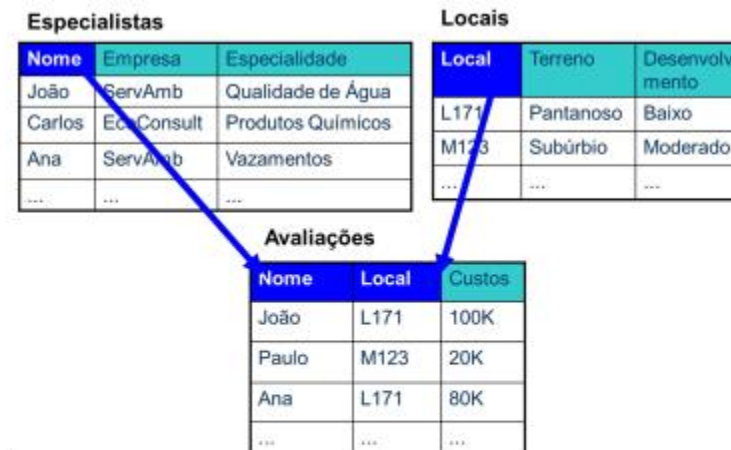 Especialistas
Nome Empresa Especialidade
João ServAmb Qualidade de Água
Carlos EcoConsult Produtos Químicos
Ana ServAmb Vazamentos
... ... ...
Locais
Local Terreno Desenvolv
mento
L171 Pantanoso Baixo
M123 Subúrbio Moderado
... ... ...
Avaliações
Nome Local Custos
João L171 100K
Paulo M123 20K
Ana L171 80K
... ... ...